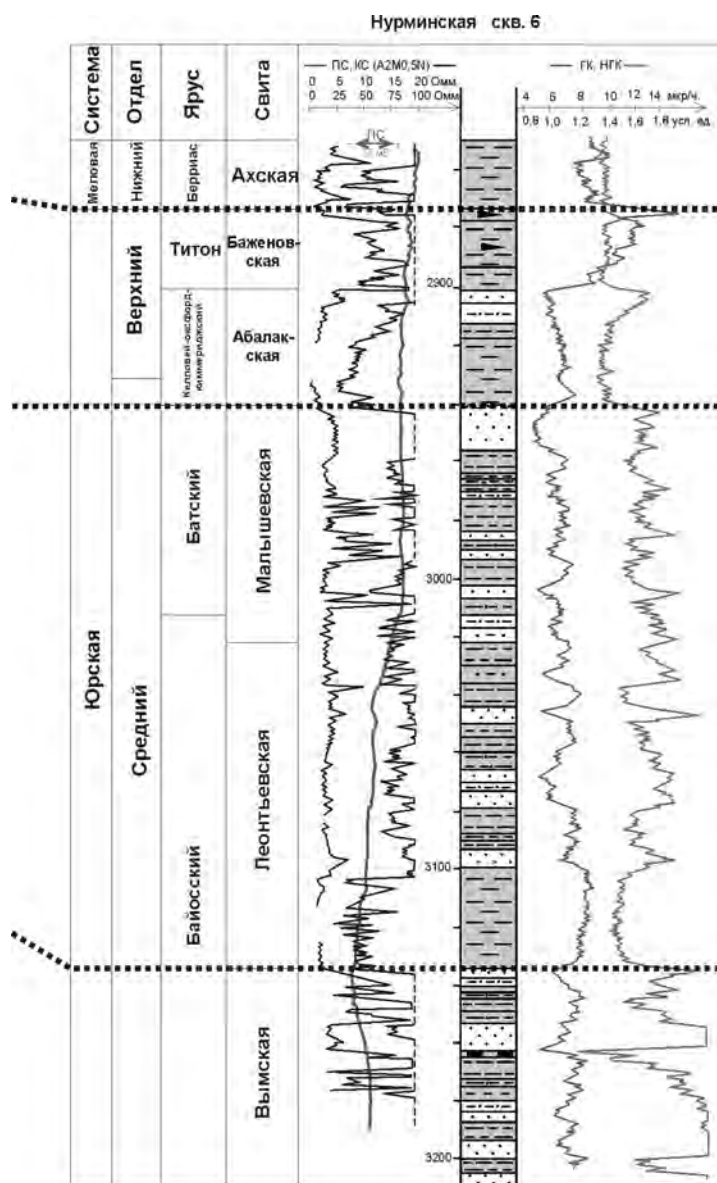 Нурминская скв. 6
Система
Отдел
Ярус
Свита
ПС, КС (А2М0,5N)
0 5 10 15 20 Омм
0 25 50 75 100 Омм
ГК, НГК
4 6 8 10 12 14 мкр/ч
0,8 1,0 1,2 1,4 1,6 1,8 усл. ед.
ПС
Меловая
Нижний
Берриас
Ахская
Юрская
Верхний
Титон
Баженов-
ская
Келловей-оксфорд-
киммериджский
Абалак-
ская
Средний
Батский
Малышевская
Байосский
Леонтьевская
Вымская
2900
3000
3100
3200